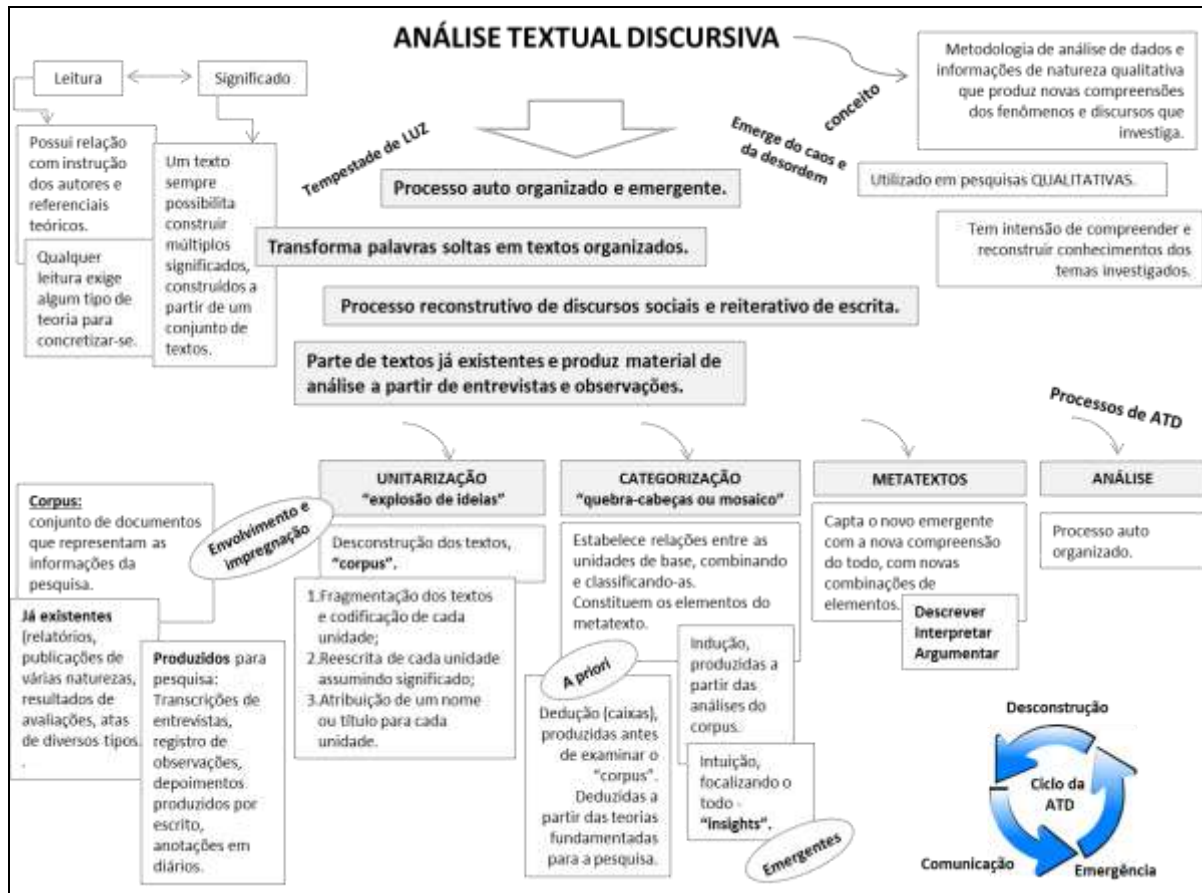 ANÁLISE TEXTUAL DISCURSIVA
Leitura
Significado
Possui relação
com instrução
dos autores e
referenciais
teóricos.
Qualquer
leitura exige
algum tipo de
teoria para
concretizar-se.
Um texto
sempre
possibilita
construir
múltiplos
significados,
construídos a
partir de um
conjunto de
textos.
Tempestade de LUZ
Emerge do caos e
da desordem
conceito
Metodologia de análise de dados e
informações de natureza qualitativa
que produz novas compreensões
dos fenômenos e discursos que
investiga.
Utilizado em pesquisas QUALITATIVAS.
Tem intensão de compreender e
reconstruir conhecimentos dos
temas investigados.
Processo auto organizado e emergente.
Transforma palavras soltas em textos organizados.
Processo reconstrutivo de discursos sociais e reiterativo de escrita.
Parte de textos já existentes e produz material de
análise a partir de entrevistas e observações.
Processos de ATD
Corpus:
conjunto de documentos
que representam as
informações da
pesquisa.
Já existentes
(relatórios,
publicações de
várias naturezas,
resultados de
avaliações, atas
de diversos tipos.
.
Produzidos para
pesquisa:
Transcrições de
entrevistas,
registro de
observações,
depoimentos
produzidos por
escrito,
anotações em
diários.
Envolvimento e
impregnação
UNITARIZAÇÃO
“explosão de ideias”
Desconstrução dos textos,
“corpus”.
1.Fragmentação dos textos
e codificação de cada
unidade;
2.Reescrita de cada unidade
assumindo significado;
3.Atribuição de um nome
ou título para cada
unidade.
CATEGORIZAÇÃO
“quebra-cabeças ou mosaico”
Estabelece relações entre as
unidades de base, combinando
e classificando-as.
Constituem os elementos do
metatexto.
A priori
Dedução (caixas),
produzidas antes
de examinar o
“corpus”.
Deduzidas a
partir das teorias
fundamentadas
para a pesquisa.
Indução,
produzidas a
partir das
análises do
corpus.
Intuição,
focalizando o
todo -
“insights”.
Emergentes
METATEXTOS
Capta o novo emergente
com a nova compreensão
do todo, com novas
combinações de
elementos.
Descrever
Interpretar
Argumentar
ANÁLISE
Processo auto
organizado.
Desconstrução
Ciclo da
ATD
Comunicação
Emergência